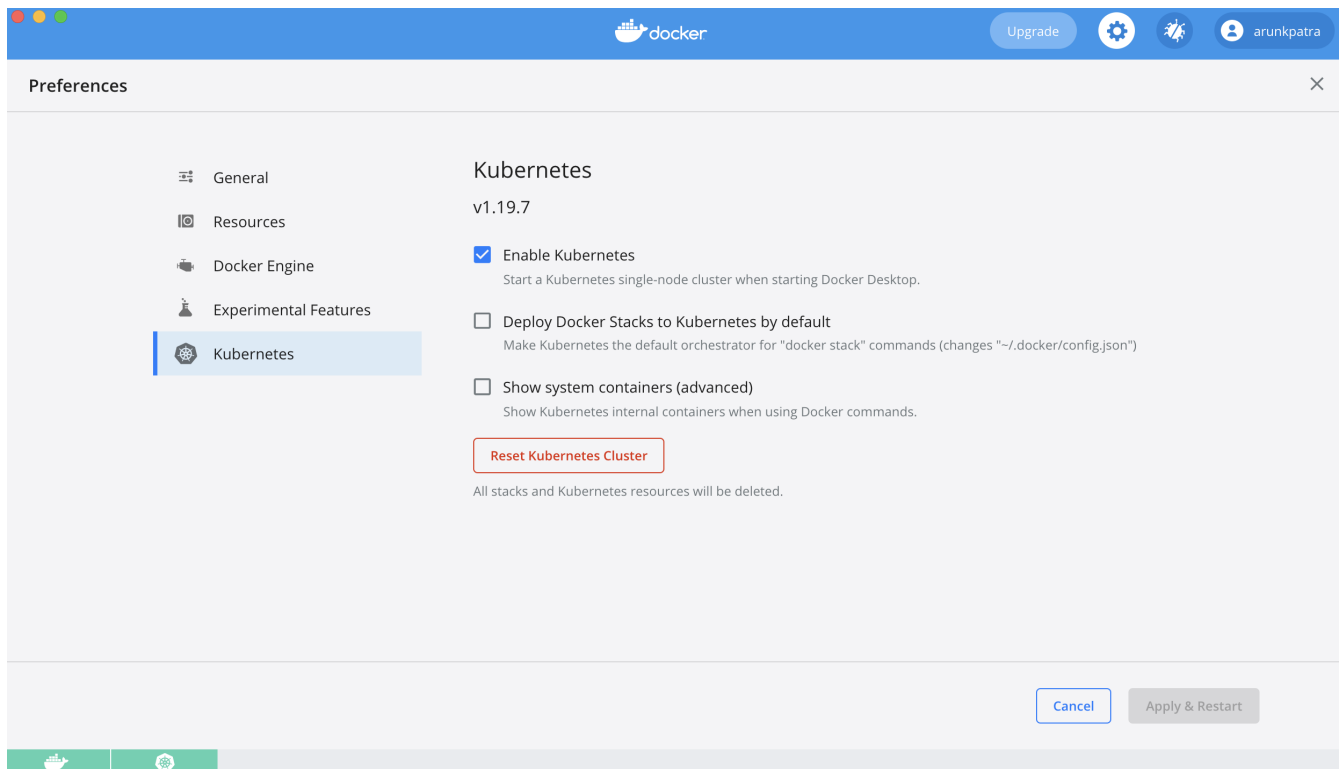 docker
Upgrade
arunkpatra
Preferences
General
Resources
Docker Engine
Experimental Features
Kubernetes
Kubernetes
v1.19.7
Enable Kubernetes
Start a Kubernetes single-node cluster when starting Docker Desktop.
Deploy Docker Stacks to Kubernetes by default
Make Kubernetes the default orchestrator for "docker stack" commands (changes "~/.docker/config.json")
Show system containers (advanced)
Show Kubernetes internal containers when using Docker commands.
Reset Kubernetes Cluster
All stacks and Kubernetes resources will be deleted.
Cancel
Apply & Restart